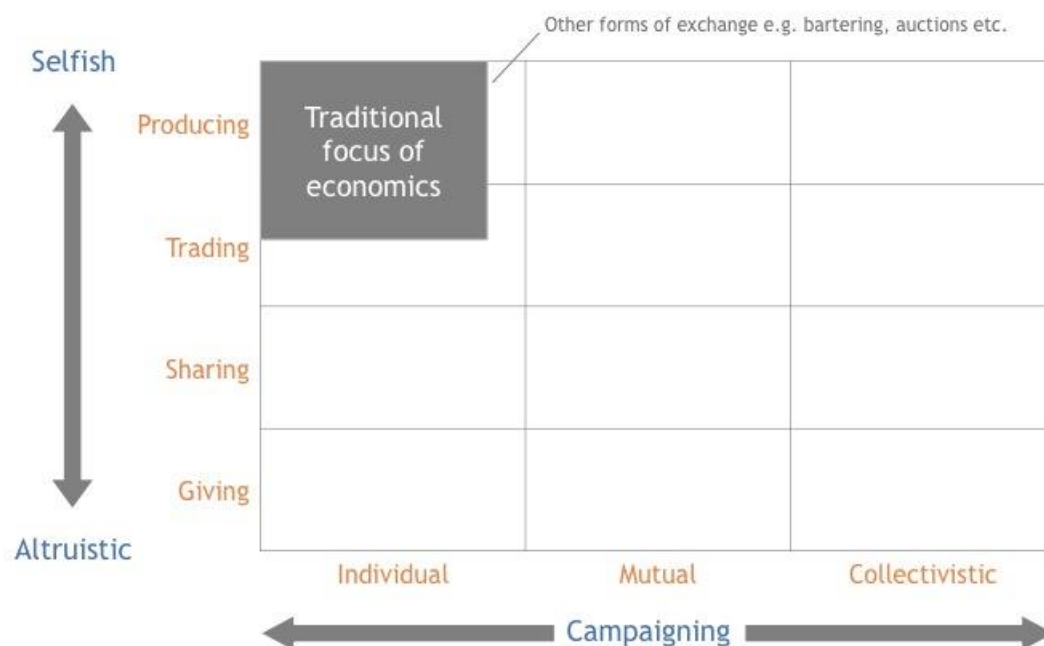 Other forms of exchange e.g. bartering, auctions etc.
Selfish
Producing
Traditional
focus of
economics
Trading
Sharing
Giving
Altruistic
Individual
Mutual
Collectivistic
Campaigning